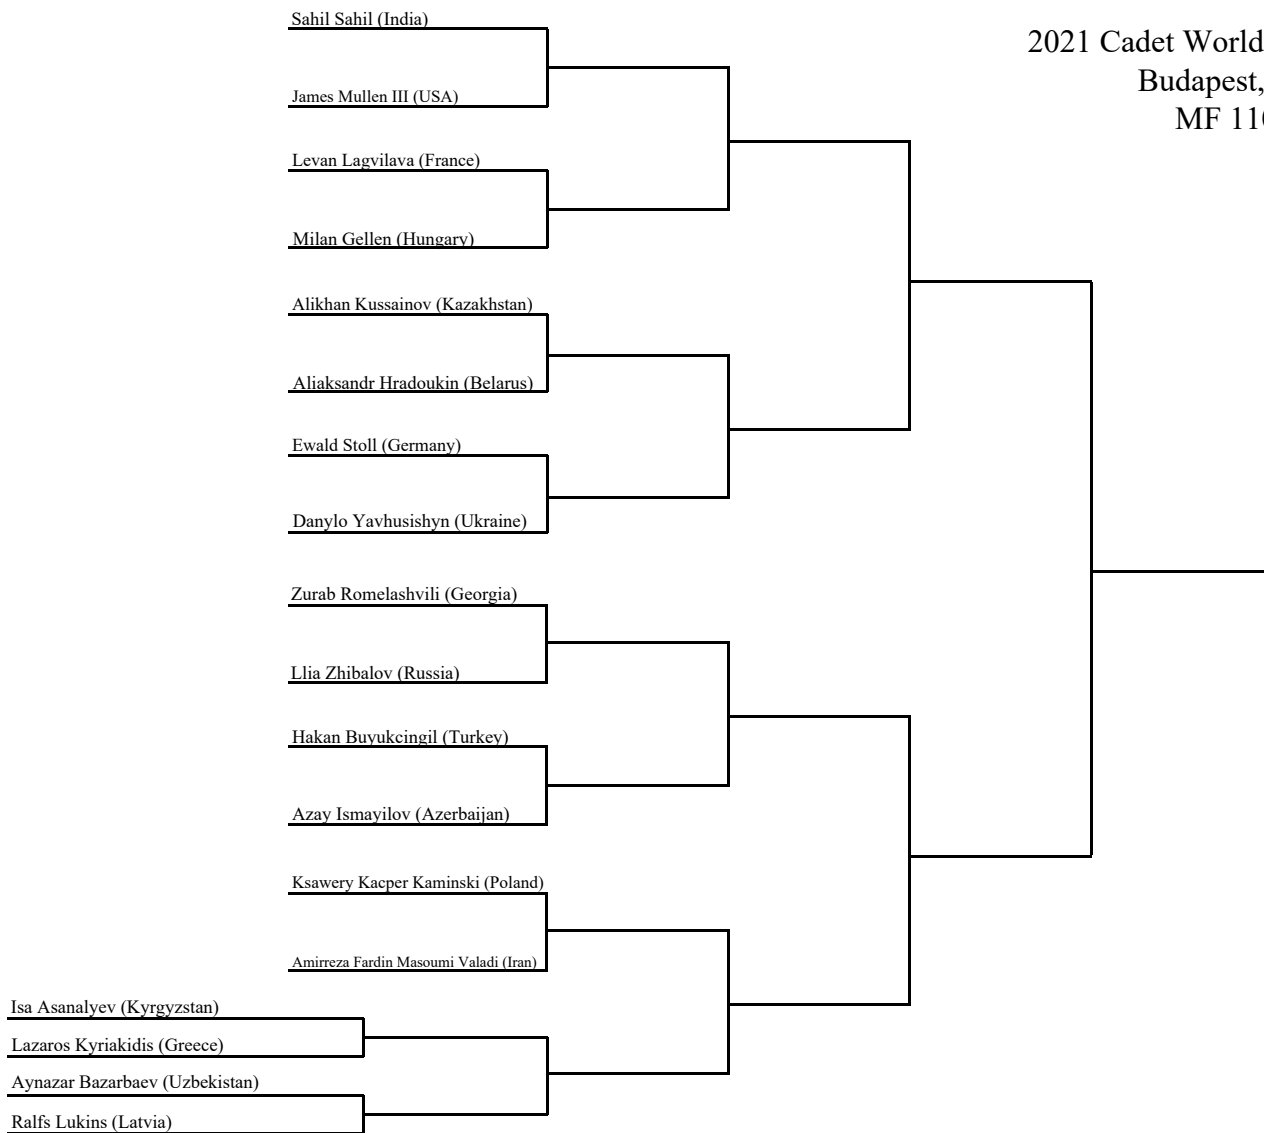 Sahil Sahil (India)
2021 Cadet World
Budapest,
MF 11
James Mullen III (USA)
Levan Lagvilava (France)
Milan Gellen (Hungary)
Alikhan Kussainov (Kazakhstan)
Aliaksandr Hradoukin (Belarus)
Ewald Stoll (Germany)
Danylo Yavhusishyn (Ukraine)
Zurab Romelashvili (Georgia)
Llia Zhibalov (Russia)
Hakan Buyukcingil (Turkey)
Azay Ismayilov (Azerbaijan)
Ksawery Kacper Kaminski (Poland)
Amirreza Fardin Masoumi Valadi (Iran)
Isa Asanalyev (Kyrgyzstan)
Lazaros Kyriakidis (Greece)
Aynazar Bazarbaev (Uzbekistan)
Ralfs Lukins (Latvia)